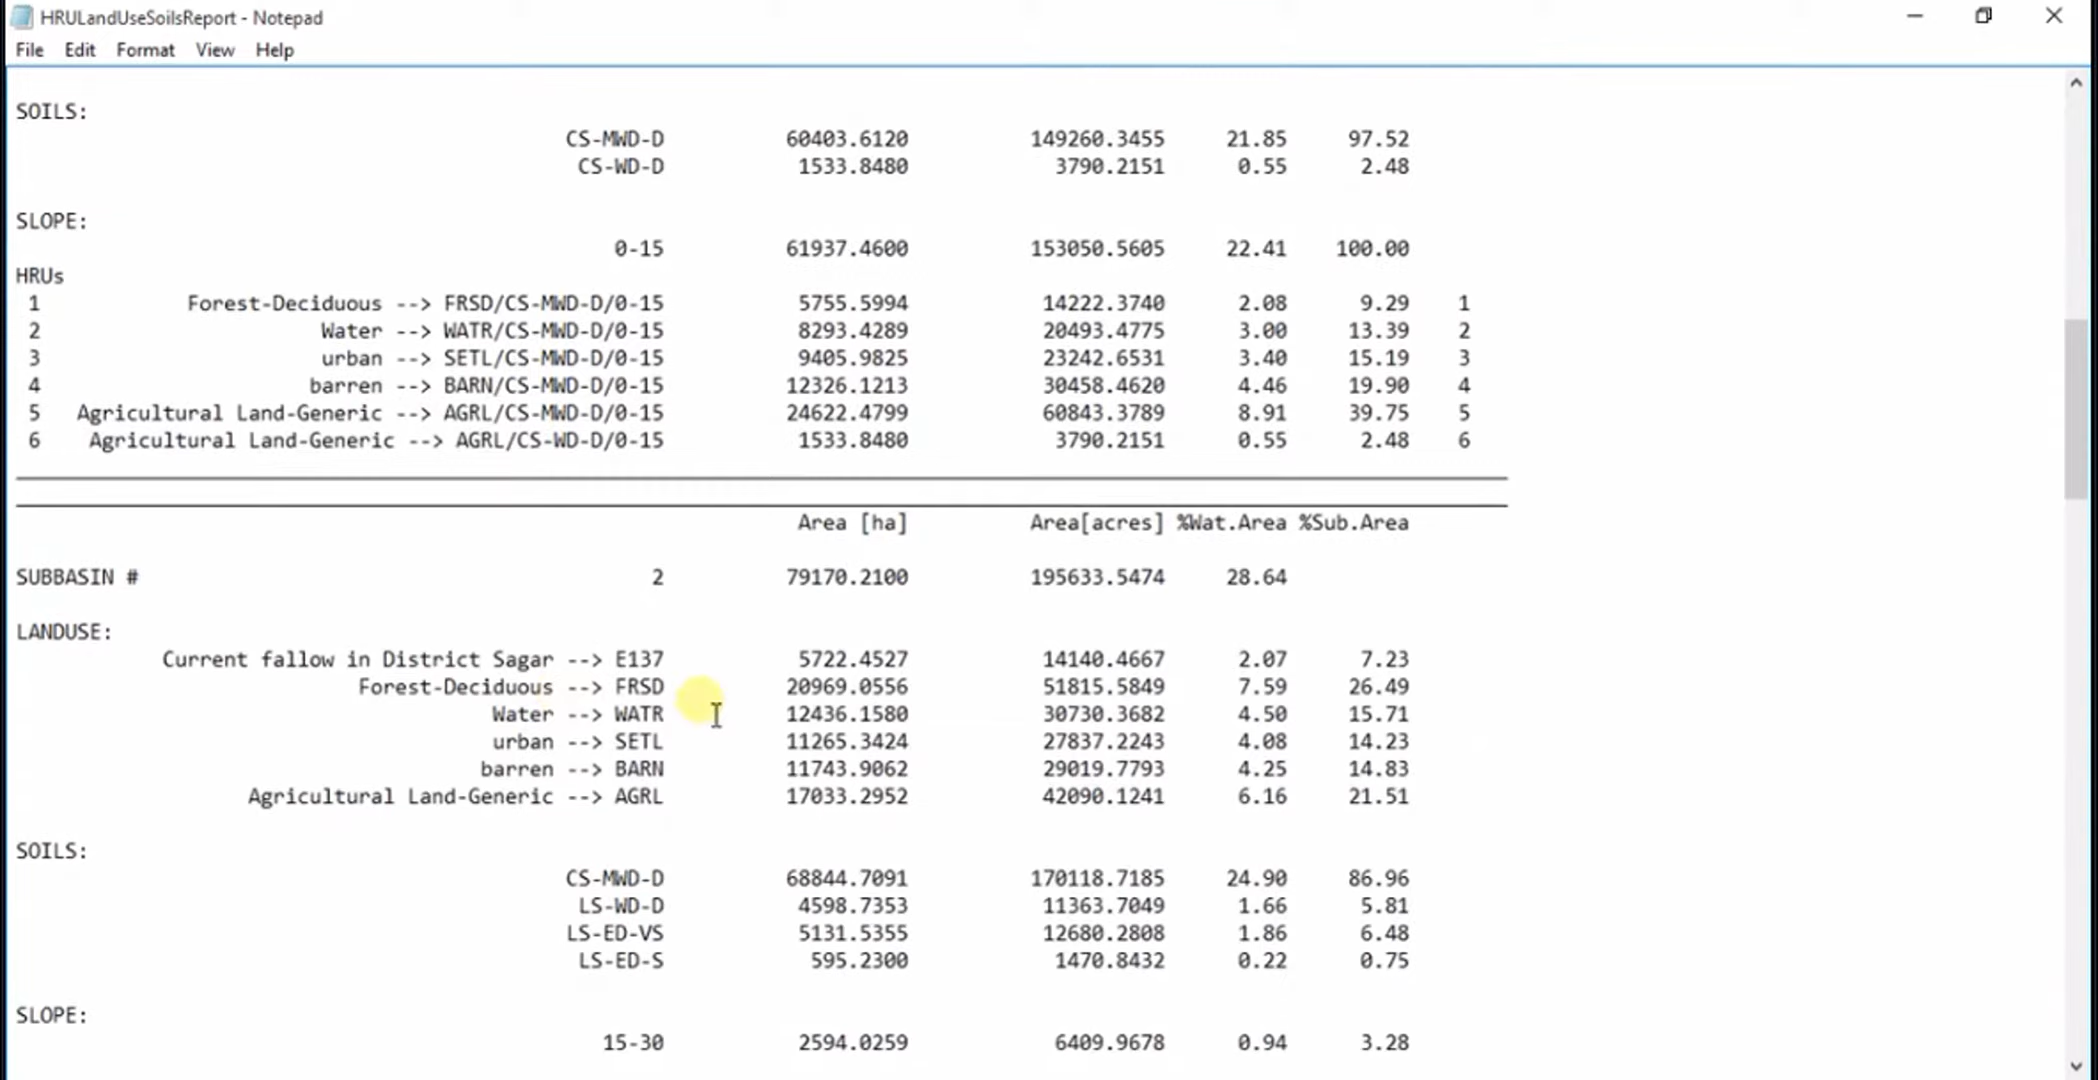 HRULandUseSoilsReport - Notepad
File Edit Format View Help
SOILS:
CS-MWD-D 60403.6120 149260.3455 21.85 97.52
CS-WD-D 1533.8480 3790.2151 0.55 2.48
SLOPE:
0-15 61937.4600 153050.5605 22.41 100.00
HRUs
1 Forest-Deciduous --> FRSD/CS-MWD-D/0-15 5755.5994 14222.3740 2.08 9.29 1
2 Water --> WATR/CS-MWD-D/0-15 8293.4289 20493.4775 3.00 13.39 2
3 urban --> SETL/CS-MWD-D/0-15 9405.9825 23242.6531 3.40 15.19 3
4 barren --> BARN/CS-MWD-D/0-15 12326.1213 30458.4620 4.46 19.90 4
5 Agricultural Land-Generic --> AGRL/CS-MWD-D/0-15 24622.4799 60843.3789 8.91 39.75 5
6 Agricultural Land-Generic --> AGRL/CS-WD-D/0-15 1533.8480 3790.2151 0.55 2.48 6
Area [ha] Area[acres] %Wat.Area %Sub.Area
SUBBASIN # 2 79170.2100 195633.5474 28.64
LANDUSE:
Current fallow in District Sagar --> E137 5722.4527 14140.4667 2.07 7.23
Forest-Deciduous --> FRSD 20969.0556 51815.5849 7.59 26.49
Water --> WATR 12436.1580 30730.3682 4.50 15.71
urban --> SETL 11265.3424 27837.2243 4.08 14.23
barren --> BARN 11743.9062 29019.7793 4.25 14.83
Agricultural Land-Generic --> AGRL 17033.2952 42090.1241 6.16 21.51
SOILS:
CS-MWD-D 68844.7091 170118.7185 24.90 86.96
LS-WD-D 4598.7353 11363.7049 1.66 5.81
LS-ED-VS 5131.5355 12680.2808 1.86 6.48
LS-ED-S 595.2300 1470.8432 0.22 0.75
SLOPE:
15-30 2594.0259 6409.9678 0.94 3.28